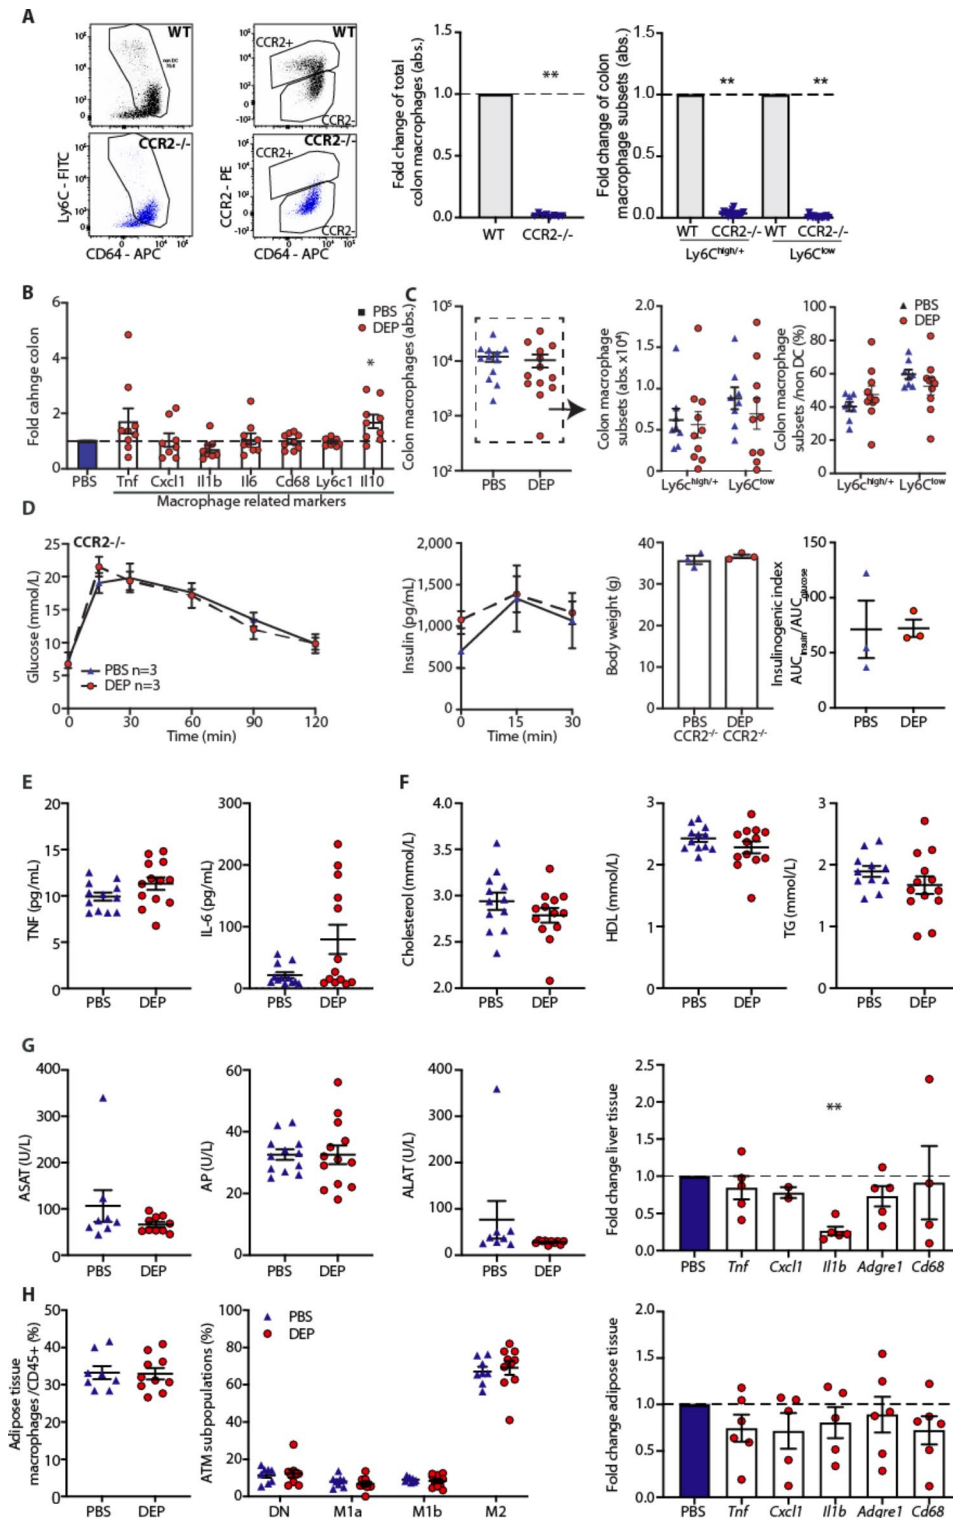 A
WT
non DC
CCR2-/-
Ly6C - FITC
CD64 - APC
10⁵
10⁴
10³
10²
0
0 10⁴ 10⁵
WT
CCR2+
CCR2-
CCR2-/-
CCR2+
CCR2-
CCR2 - PE
CD64 - APC
Fold change of total
colon macrophages (abs.)
1.5
1.0
0.5
0.0
**
WT CCR2-/-
Fold change of colon
macrophage subsets (abs.)
1.5
1.0
0.5
0.0
** **
WT CCR2-/- WT CCR2-/-
Ly6Chigh/+ Ly6Clow
B
Fold cahnge colon
6
4
2
0
PBS
DEP
*
PBS Tnf Cxcl1 Il1b Il6 Cd68 Ly6c1 Il10
Macrophage related markers
C
Colon macrophages (abs.)
10⁵
10⁴
10³
10²
PBS DEP
Colon macrophage
subsets (abs. x10⁴)
2.0
1.5
1.0
0.5
0.0
Ly6chigh/+ Ly6Clow
Colon macrophage
subsets /non DC (%)
100
80
60
40
20
0
PBS
DEP
Ly6chigh/+ Ly6Clow
D
CCR2-/-
Glucose (mmol/L)
25
20
15
10
5
0
PBS n=3
DEP n=3
0 30 60 90 120
Time (min)
Insulin (pg/mL)
2,000
1,500
1,000
500
0
0 15 30
Time (min)
Body weight (g)
40
30
20
10
0
PBS DEP
CCR2-/- CCR2-/-
Insulinogenic index
AUCinsulin/AUCglucose
150
100
50
0
PBS DEP
E
TNF (pg/mL)
20
15
10
5
0
PBS DEP
IL-6 (pg/mL)
300
200
100
0
PBS DEP
F
Cholesterol (mmol/L)
4.0
3.5
3.0
2.5
2.0
PBS DEP
HDL (mmol/L)
3
2
1
0
PBS DEP
TG (mmol/L)
3
2
1
0
PBS DEP
G
ASAT (U/L)
400
300
200
100
0
PBS DEP
AP (U/L)
60
40
20
0
PBS DEP
ALAT (U/L)
400
300
200
100
0
PBS DEP
Fold change liver tissue
2.5
2.0
1.5
1.0
0.5
0.0
**
PBS Tnf Cxcl1 Il1b Adgre1 Cd68
H
Adipose tissue
macrophages /CD45+ (%)
50
40
30
20
10
0
PBS DEP
ATM subpopulations (%)
100
80
60
40
20
0
PBS
DEP
DN M1a M1b M2
Fold change adipose tissue
2.0
1.5
1.0
0.5
0.0
PBS Tnf Cxcl1 Il1b Adgre1 Cd68